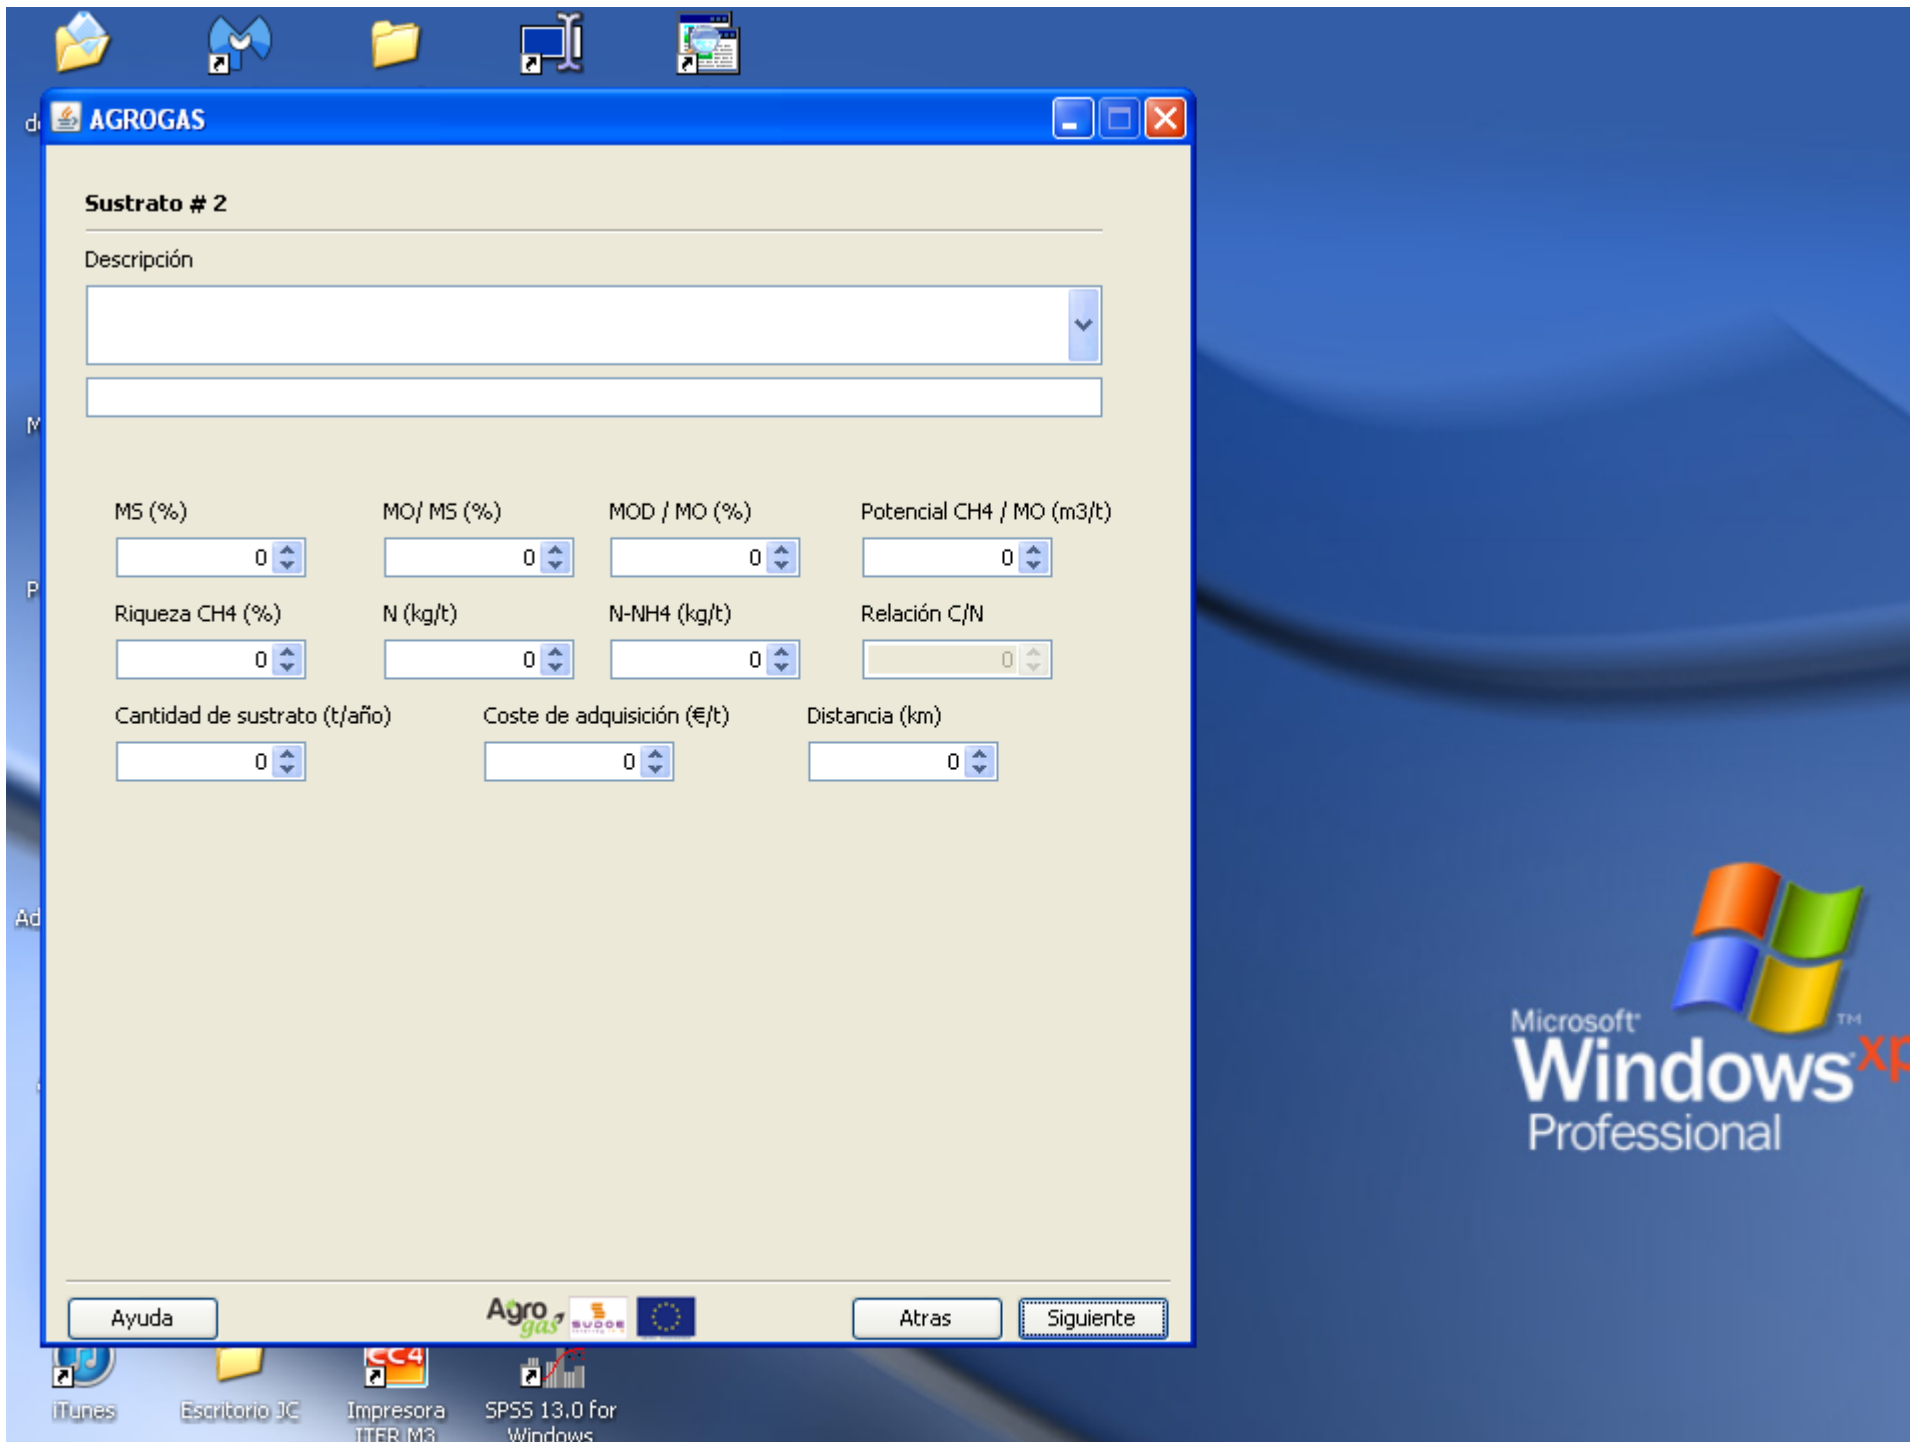 AGROGAS
Sustrato # 2
Descripción
MS (%) MO/ MS (%) MOD / MO (%) Potencial CH4 / MO (m3/t)
0 0 0 0
Riqueza CH4 (%) N (kg/t) N-NH4 (kg/t) Relación C/N
0 0 0 0
Cantidad de sustrato (t/año) Coste de adquisición (€/t) Distancia (km)
0 0 0
Microsoft
Windows xp
Professional
Ayuda Agro gas SUDOE Atras Siguiente
CC4
iTunes Escritorio JC Impresora ITER M3 SPSS 13.0 for Windows